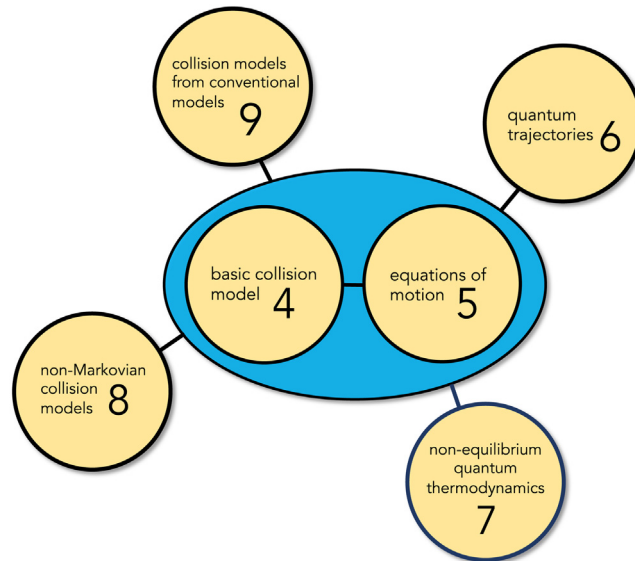 collision models
from conventional
models 9
quantum
trajectories 6
basic collision
model 4
equations of
motion 5
non-Markovian
collision
models 8
non-equilibrium
quantum
thermodynamics
7